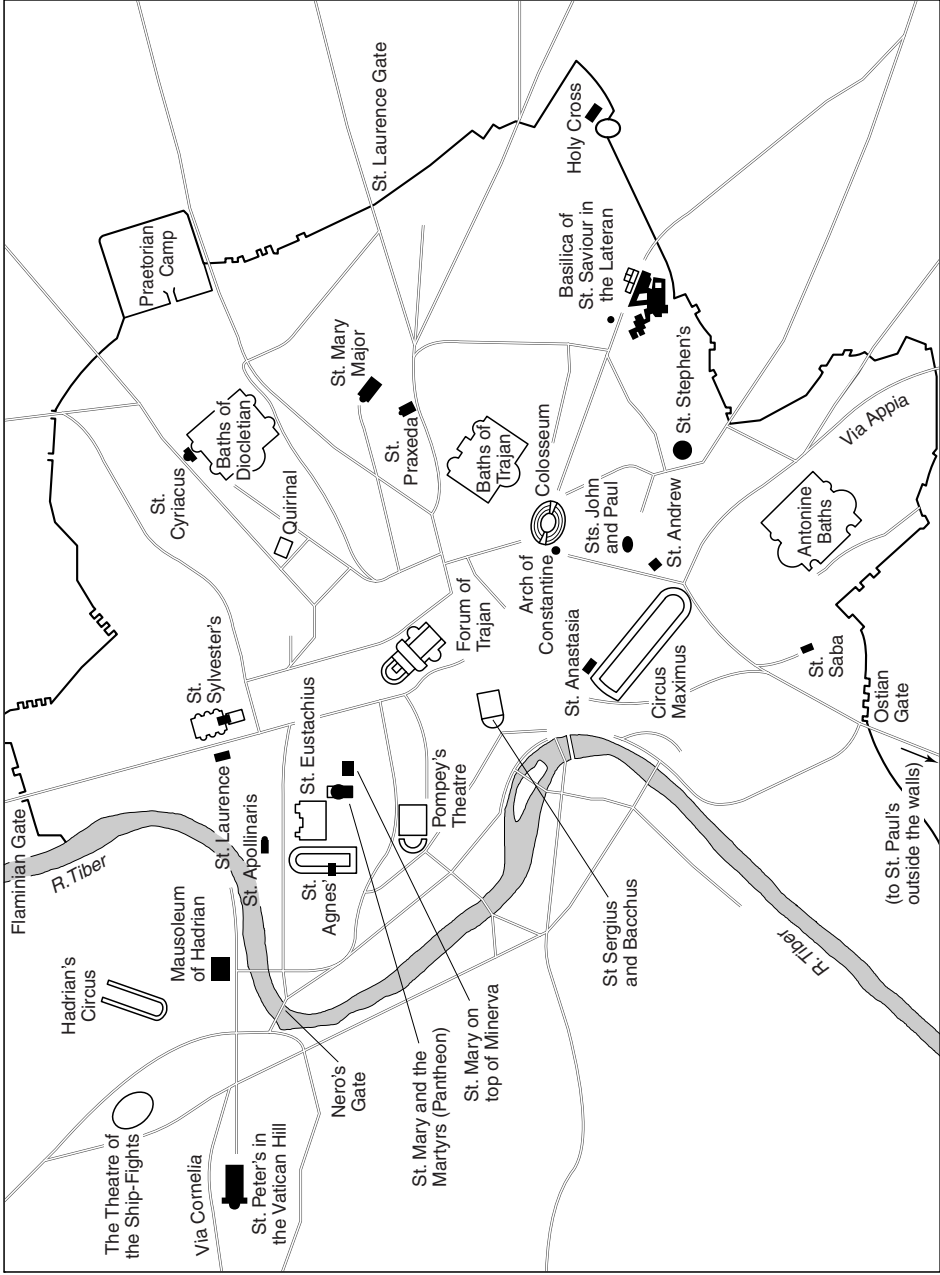 Flaminian Gate
R.Tiber
Hadrian's
Circus
The Theatre of
the Ship-Fights
Mausoleum
of Hadrian
Via Cornelia
St. Peter's in
the Vatican Hill
Nero's
Gate
St. Laurence
St. Apollinaris
St.
Sylvester's
St. Eustachius
St.
Agnes'
St. Mary and the
Martyrs (Pantheon)
St. Mary on
top of Minerva
Pompey's
Theatre
St Sergius
and Bacchus
Forum of
Trajan
Quirinal
St.
Cyriacus
Baths of
Diocletian
Praetorian
Camp
St. Laurence Gate
St. Mary
Major
St.
Praxeda
Baths of
Trajan
Colosseum
Arch of
Constantine
Sts. John
and Paul
St. Andrew
St. Anastasia
Circus
Maximus
St. Stephen's
Basilica of
St. Saviour in
the Lateran
Holy Cross
Via Appia
Antonine
Baths
St.
Saba
Ostian
Gate
(to St. Paul's
outside the walls)
R.Tiber